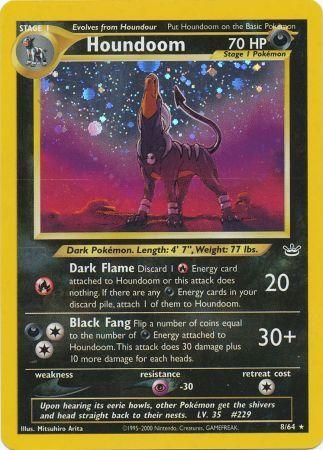 STAGE 1 Evolves from Houndour Put Houndoom on the Basic Pokémon
Houndoom 70 HP
Stage 1 Pokémon
Dark Pokémon. Length: 4' 7", Weight: 77 lbs.
Dark Flame Discard 1 Energy card
attached to Houndoom or this attack does
nothing. If there are any Energy cards in your
discard pile, attach 1 of them to Houndoom.
20
Black Fang Flip a number of coins equal
to the number of Energy attached to
Houndoom. This attack does 30 damage plus
10 more damage for each heads.
30+
weakness resistance retreat cost
-30
Upon hearing its eerie howls, other Pokémon get the shivers
and head straight back to their nests. LV. 35 #229
Illus. Mitsuhiro Arita ©1995-2000 Nintendo, Creatures, GAMEFREAK. 8/64 ★